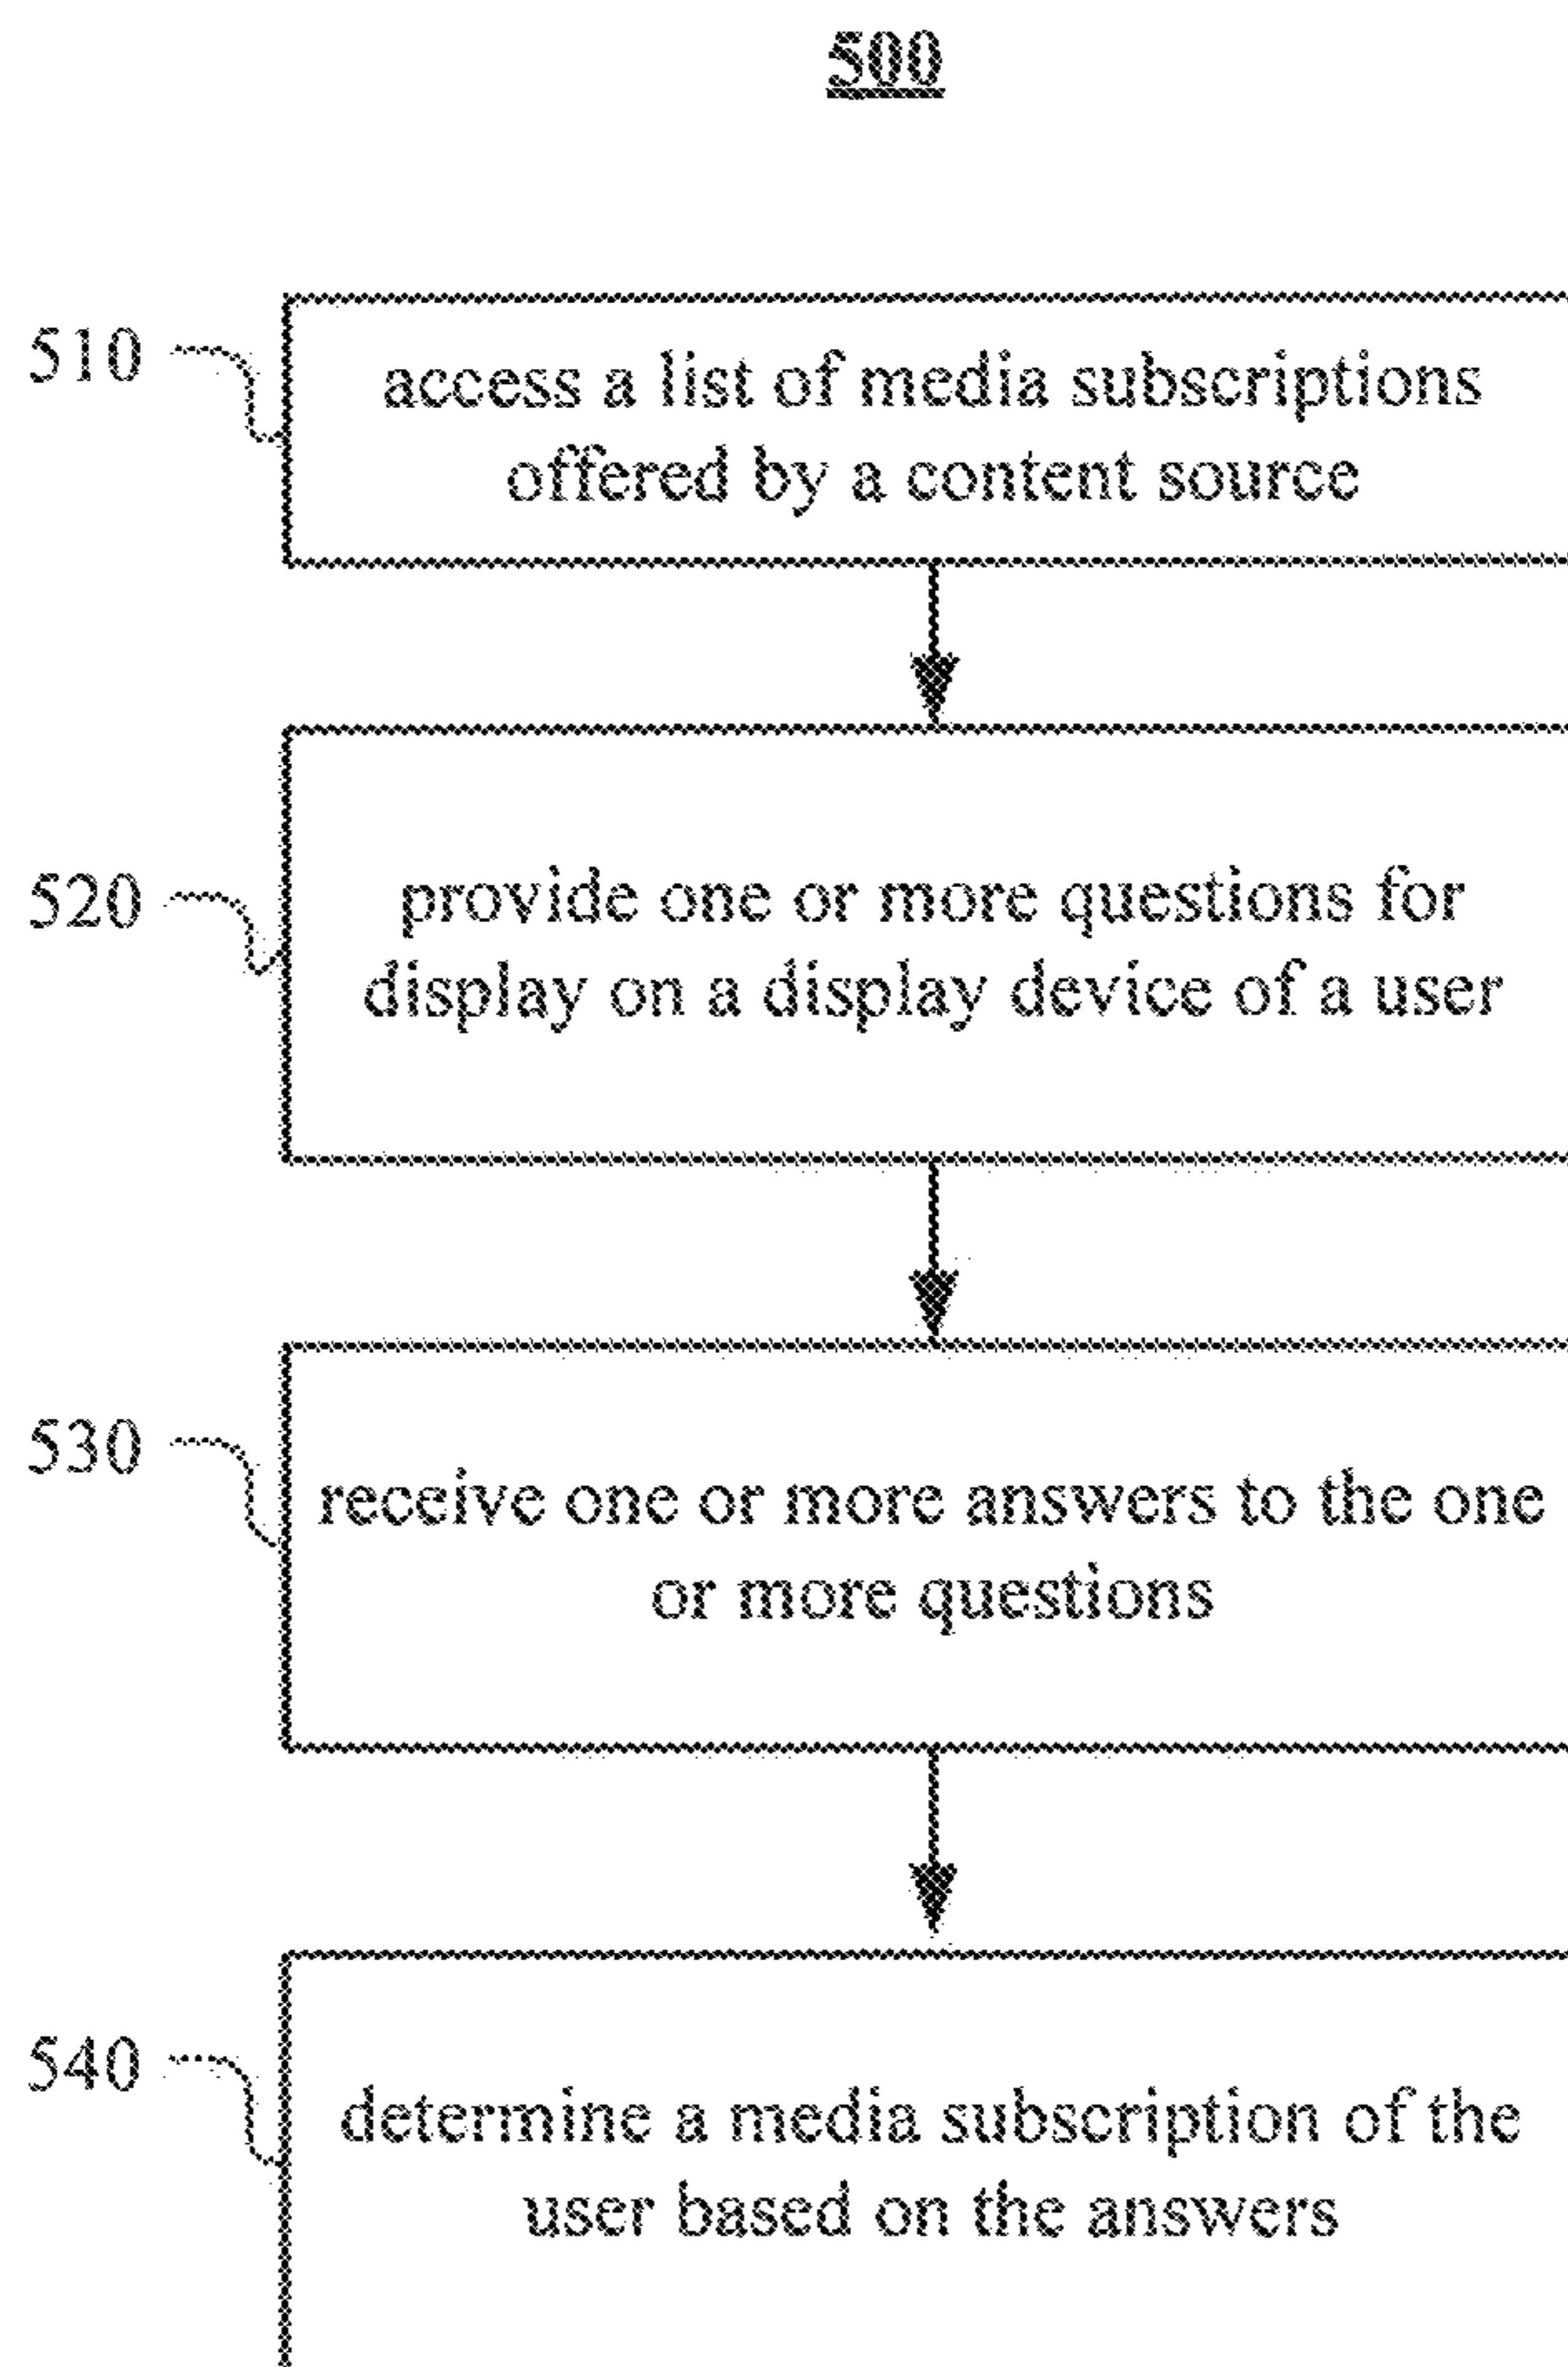 500
510
access a list of media subscriptions
offered by a content source
520
provide one or more questions for
display on a display device of a user
530
receive one or more answers to the one
or more questions
540
determine a media subscription of the
user based on the answers